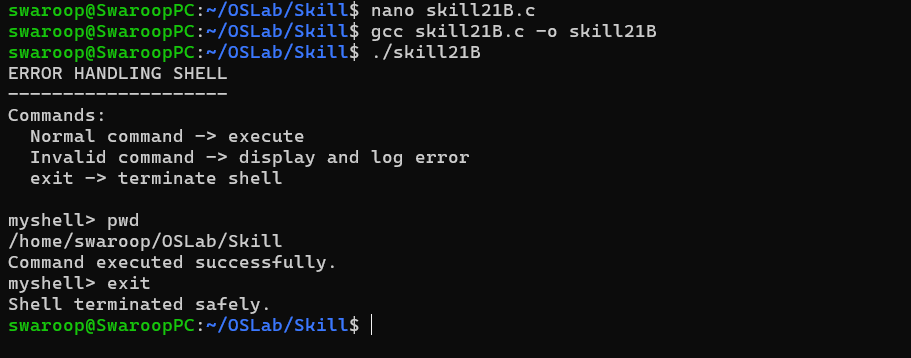 swaroop@SwaroopPC:~/OSLab/Skill$ nano skill21B.c
swaroop@SwaroopPC:~/OSLab/Skill$ gcc skill21B.c -o skill21B
swaroop@SwaroopPC:~/OSLab/Skill$ ./skill21B
ERROR HANDLING SHELL
--------------------
Commands:
  Normal command -> execute
  Invalid command -> display and log error
  exit -> terminate shell

myshell> pwd
/home/swaroop/OSLab/Skill
Command executed successfully.
myshell> exit
Shell terminated safely.
swaroop@SwaroopPC:~/OSLab/Skill$